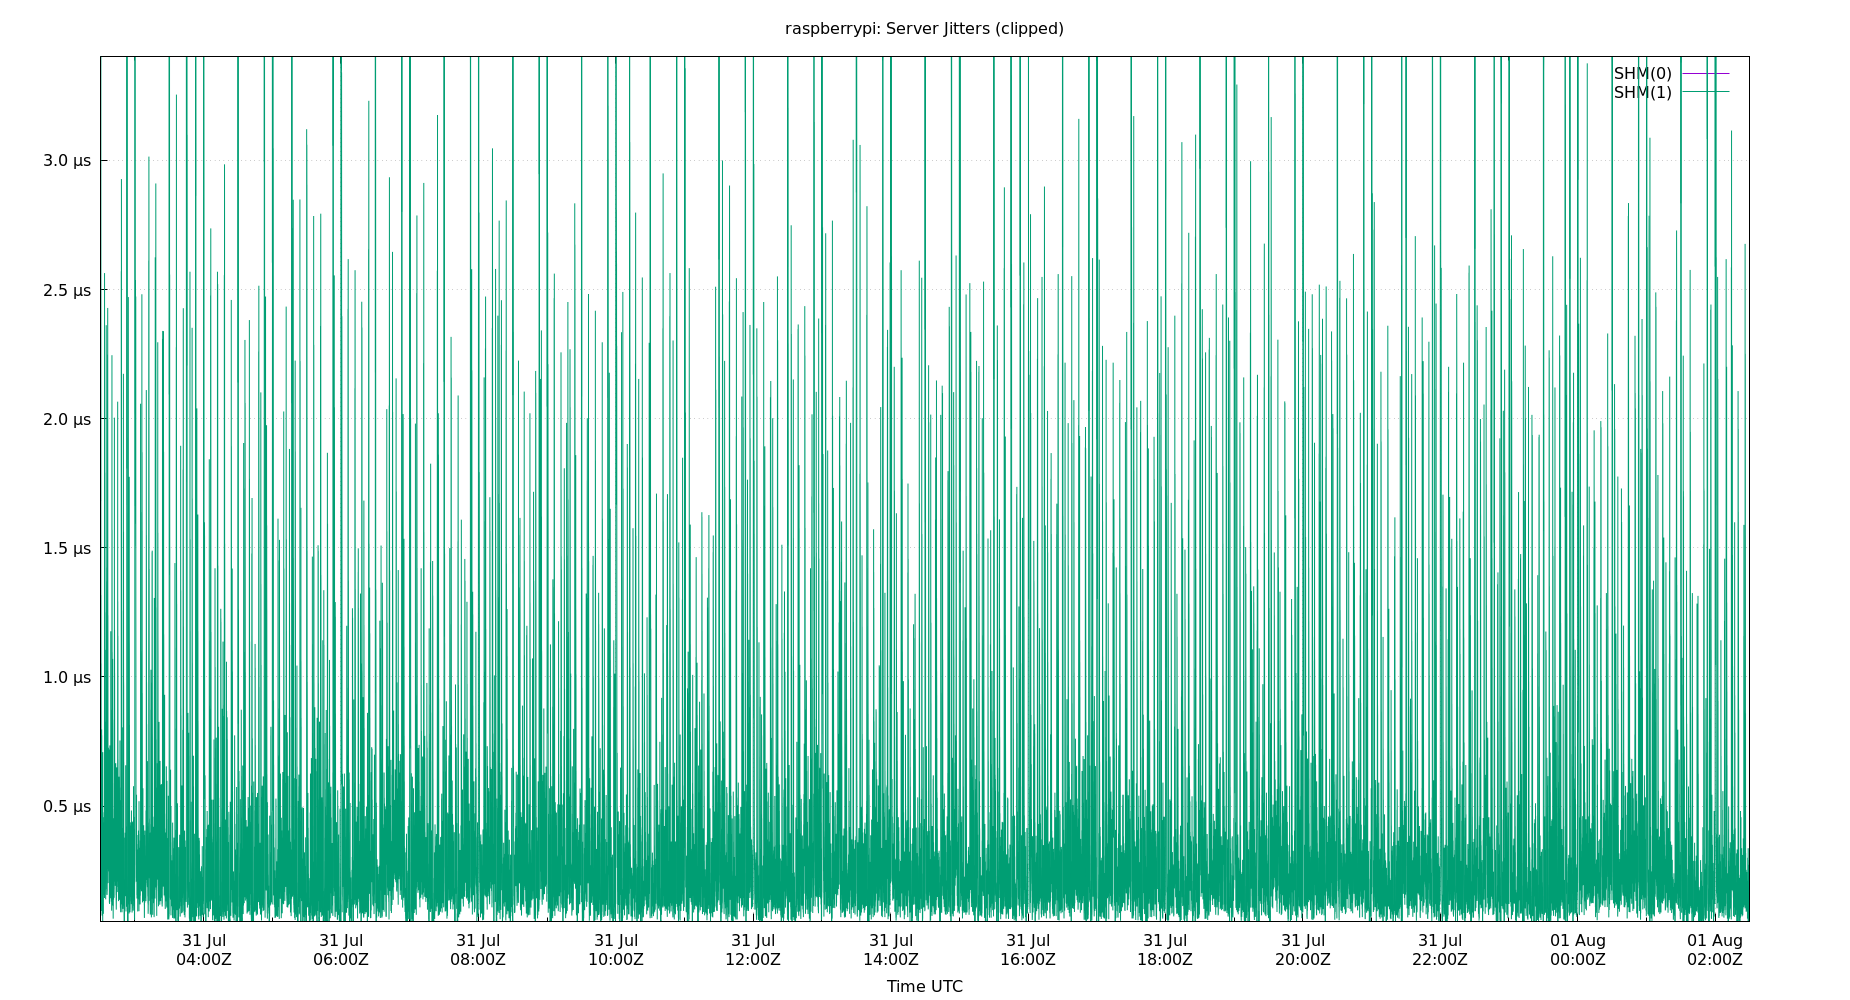 raspberrypi: Server Jitters (clipped)
SHM(0)
SHM(1)
3.0 µs
2.5 µs
2.0 µs
1.5 µs
1.0 µs
0.5 µs
31 Jul 31 Jul 31 Jul 31 Jul 31 Jul 31 Jul 31 Jul 31 Jul 31 Jul 31 Jul 01 Aug 01 Aug
04:00Z 06:00Z 08:00Z 10:00Z 12:00Z 14:00Z 16:00Z 18:00Z 20:00Z 22:00Z 00:00Z 02:00Z
Time UTC